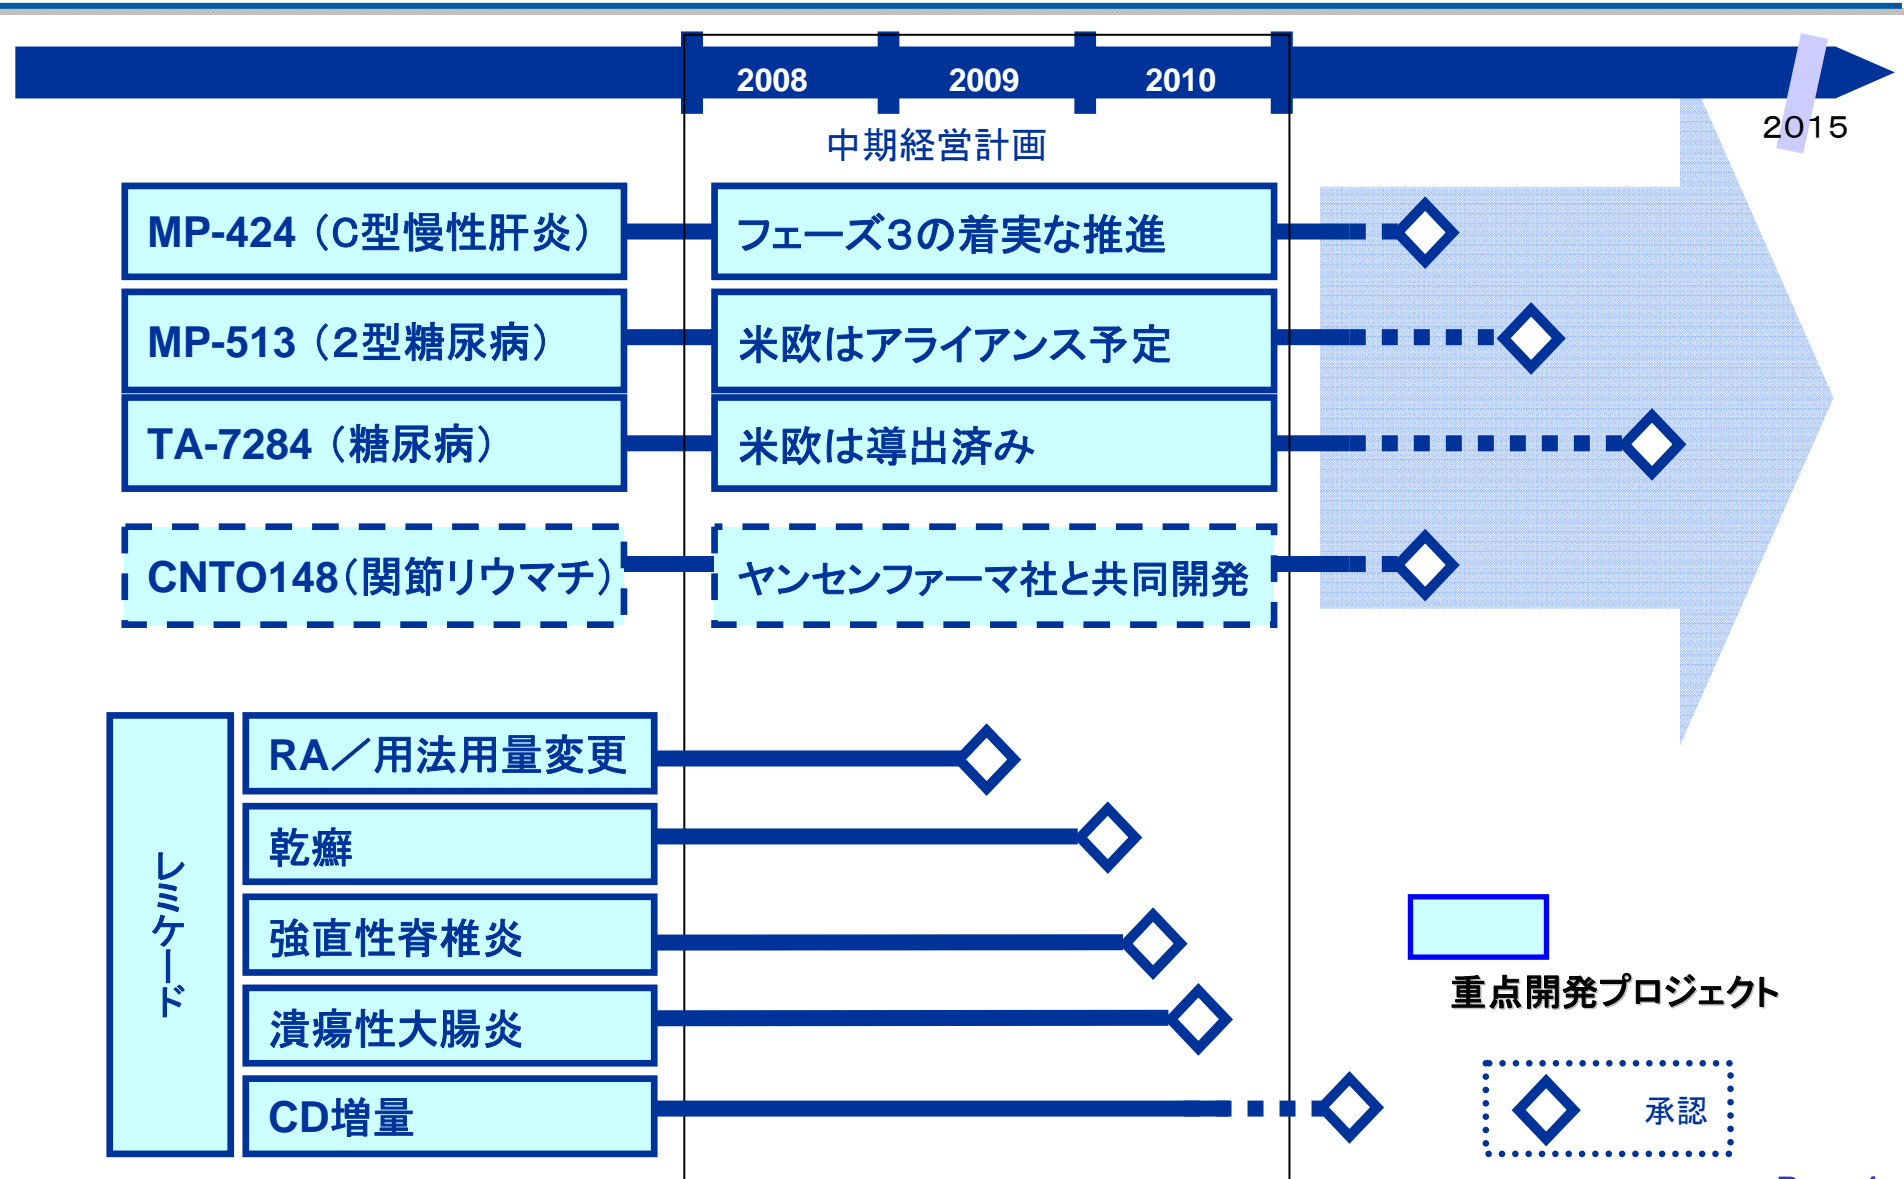 2008 2009 2010
2015
中期経営計画
MP-424（C型慢性肝炎） フェーズ３の着実な推進
MP-513（２型糖尿病） 米欧はアライアンス予定
TA-7284（糖尿病） 米欧は導出済み
CNTO148（関節リウマチ） ヤンセンファーマ社と共同開発
レミケード
RA／用法用量変更
乾癬
強直性脊椎炎
潰瘍性大腸炎
CD増量
重点開発プロジェクト
承認